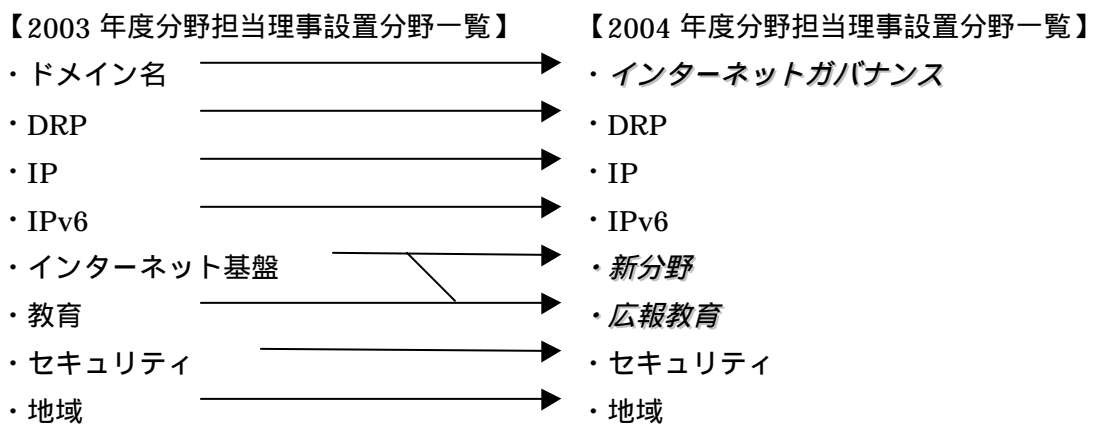 【2003 年度分野担当理事設置分野一覧】
・ドメイン名
・DRP
・IP
・IPv6
・インターネット基盤
・教育
・セキュリティ
・地域
【2004 年度分野担当理事設置分野一覧】
・インターネットガバナンス
・DRP
・IP
・IPv6
・新分野
・広報教育
・セキュリティ
・地域